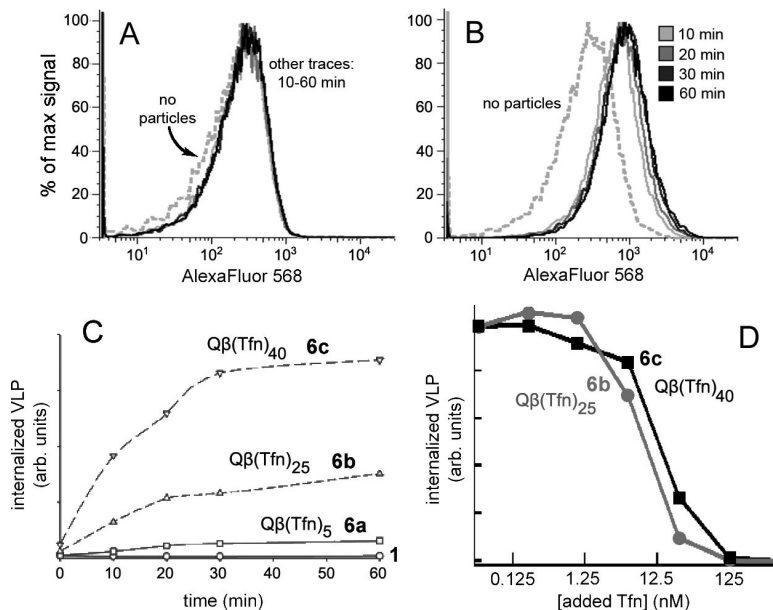 A
other traces:
10-60 min
no
particles
% of max signal
100
80
60
40
20
0
10¹
10²
10³
10⁴
AlexaFluor 568
B
10 min
20 min
30 min
60 min
no particles
100
80
60
40
20
0
10¹
10²
10³
10⁴
AlexaFluor 568
C
Qβ(Tfn)₄₀ 6c
Qβ(Tfn)₂₅ 6b
Qβ(Tfn)₅ 6a
1
internalized VLP
(arb. units)
0
10
20
30
40
50
60
time (min)
D
6c
6b
Qβ(Tfn)₄₀
Qβ(Tfn)₂₅
internalized VLP
(arb. units)
0.125
1.25
12.5
125
[added Tfn] (nM)